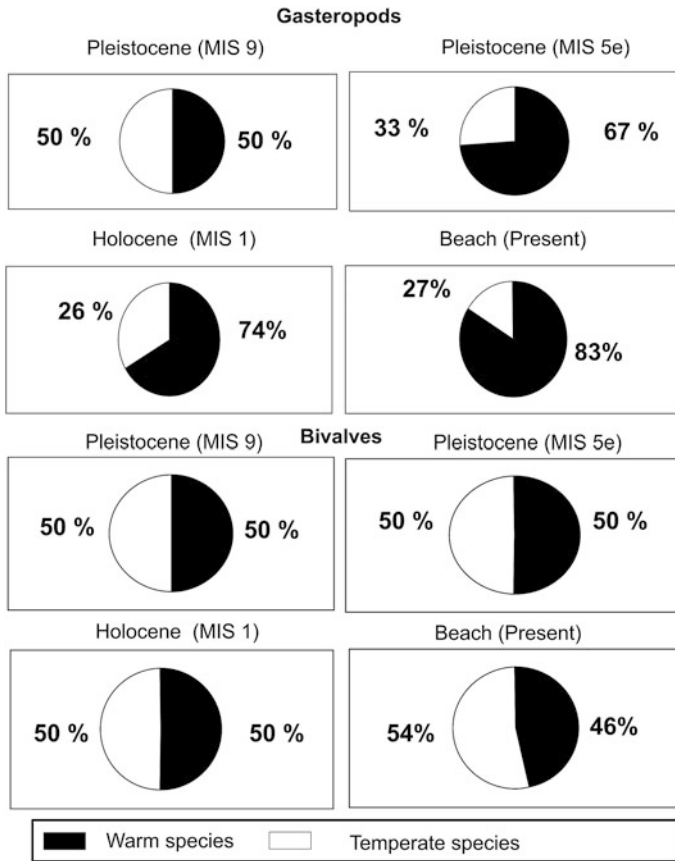 Gasteropods
Pleistocene (MIS 9)
Pleistocene (MIS 5e)
50 %
50 %
33 %
67 %
Holocene (MIS 1)
Beach (Present)
26 %
74%
27%
83%
Bivalves
Pleistocene (MIS 9)
Pleistocene (MIS 5e)
50 %
50 %
50 %
50 %
Holocene (MIS 1)
Beach (Present)
50 %
50 %
54%
46%
Warm species
Temperate species